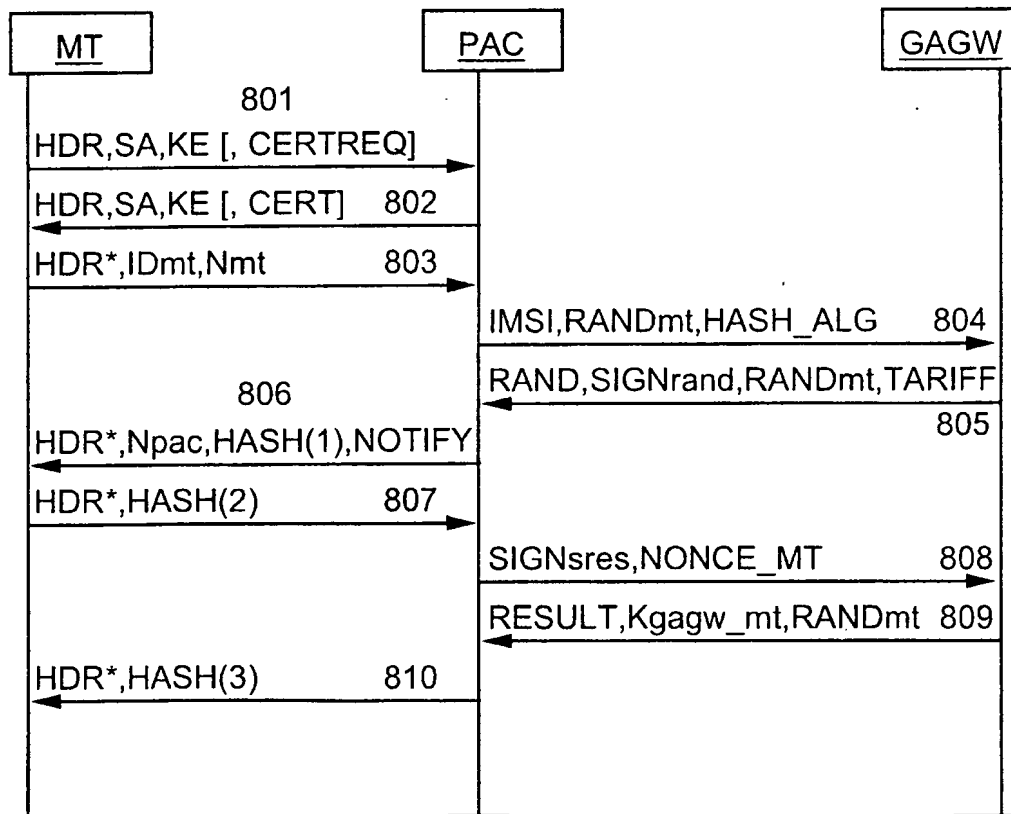 MT
PAC
GAGW
801
HDR,SA,KE [, CERTREQ]
HDR,SA,KE [, CERT] 802
HDR*,IDmt,Nmt 803
IMSI,RANDmt,HASH_ALG 804
RAND,SIGNrand,RANDmt,TARIFF
805
806
HDR*,Npac,HASH(1),NOTIFY
HDR*,HASH(2) 807
SIGNsres,NONCE_MT 808
RESULT,Kgagw_mt,RANDmt 809
HDR*,HASH(3) 810